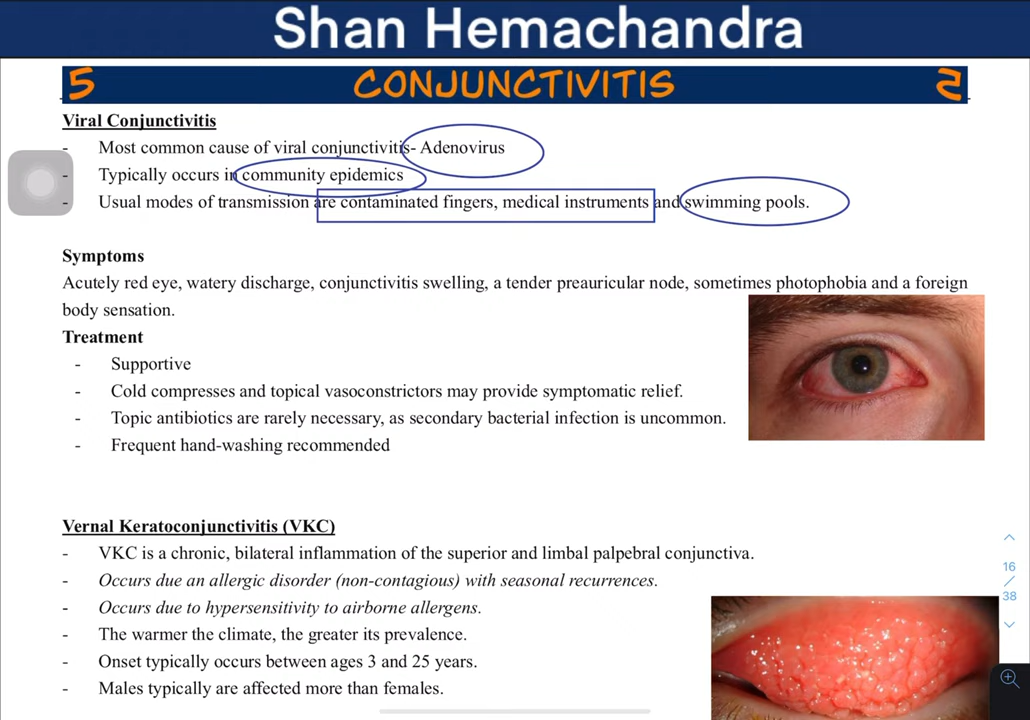 Shan Hemachandra
5 CONJUNCTIVITIS 2
Viral Conjunctivitis
- Most common cause of viral conjunctivitis- Adenovirus
- Typically occurs in community epidemics
- Usual modes of transmission are contaminated fingers, medical instruments and swimming pools.
Symptoms
Acutely red eye, watery discharge, conjunctivitis swelling, a tender preauricular node, sometimes photophobia and a foreign
body sensation.
Treatment
- Supportive
- Cold compresses and topical vasoconstrictors may provide symptomatic relief.
- Topic antibiotics are rarely necessary, as secondary bacterial infection is uncommon.
- Frequent hand-washing recommended
Vernal Keratoconjunctivitis (VKC)
- VKC is a chronic, bilateral inflammation of the superior and limbal palpebral conjunctiva.
- Occurs due an allergic disorder (non-contagious) with seasonal recurrences.
- Occurs due to hypersensitivity to airborne allergens.
- The warmer the climate, the greater its prevalence.
- Onset typically occurs between ages 3 and 25 years.
- Males typically are affected more than females.
16
/
38